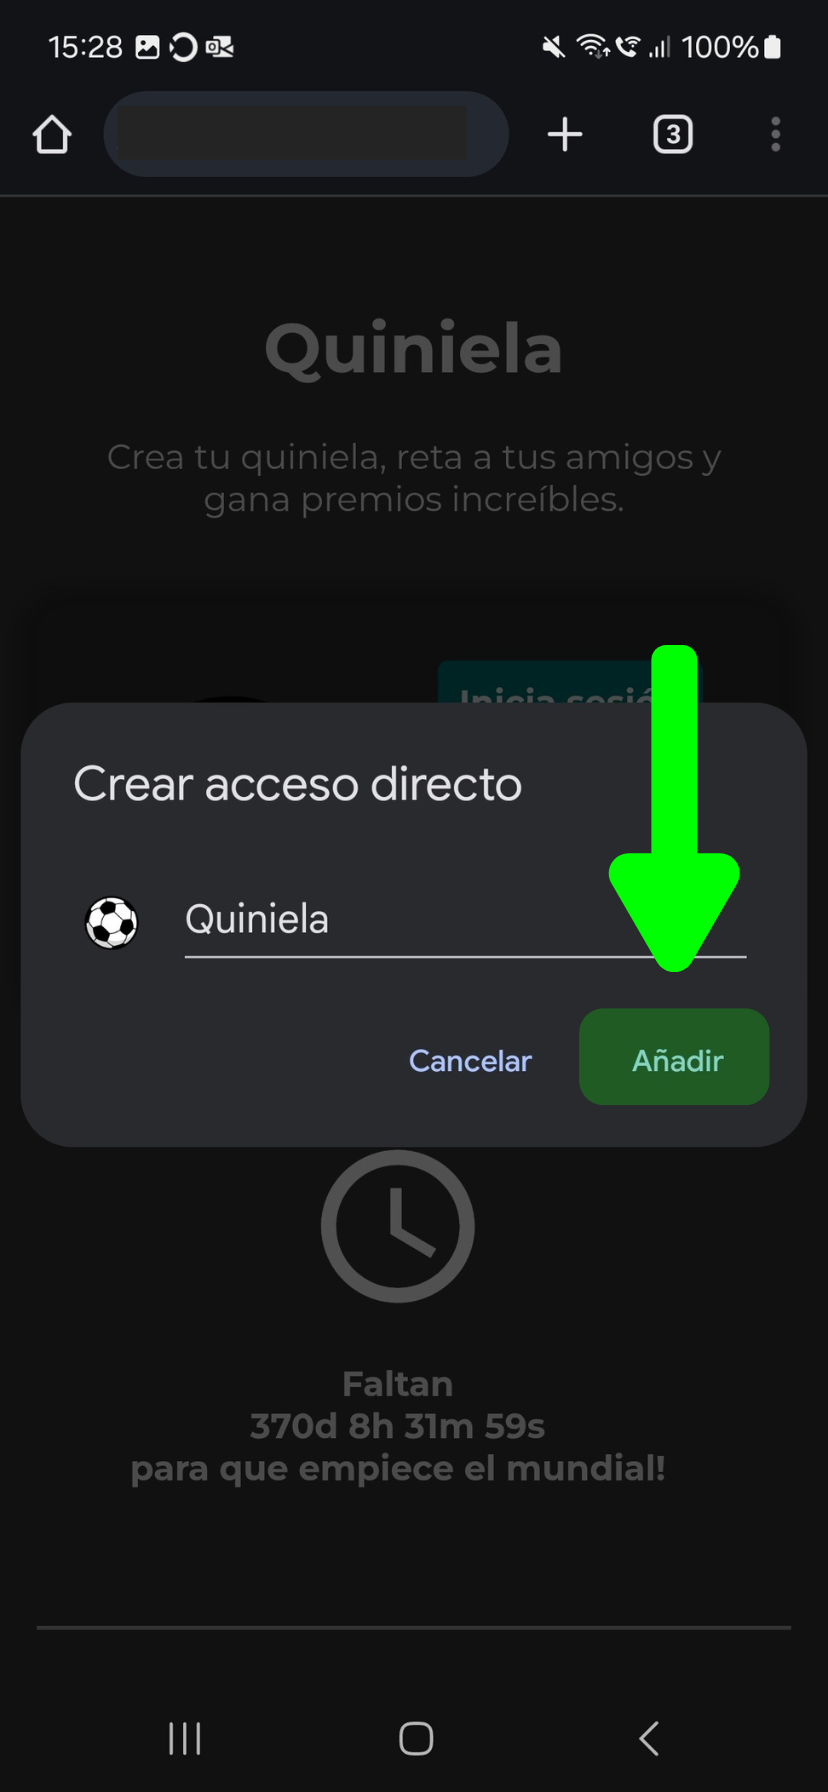 15:28
100%
3
Quiniela
Crea tu quiniela, reta a tus amigos y
gana premios increíbles.
Inicia sesió
Crear acceso directo
Quiniela
Cancelar
Añadir
Faltan
370d 8h 31m 59s
para que empiece el mundial!